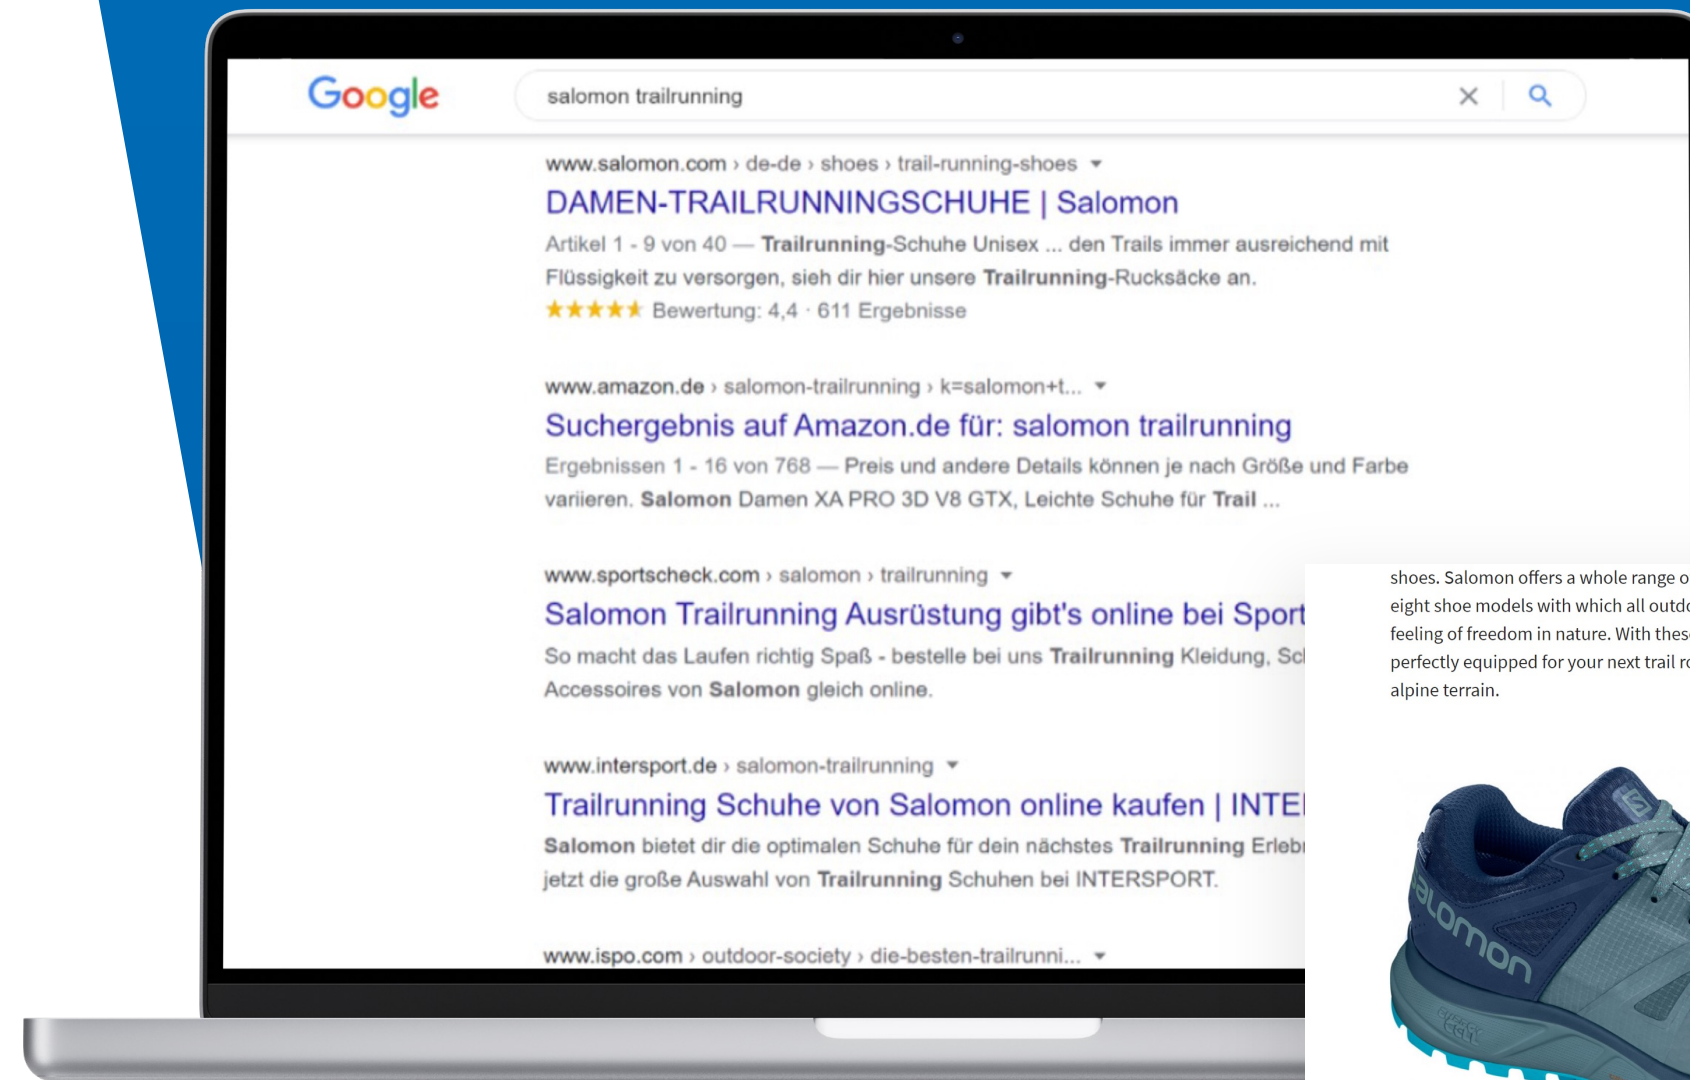 Google
salomon trailrunning
www.salomon.com › de-de › shoes › trail-running-shoes
DAMEN-TRAILRUNNINGSCHUHE | Salomon
Artikel 1 - 9 von 40 — Trailrunning-Schuhe Unisex ... den Trails immer ausreichend mit
Flüssigkeit zu versorgen, sieh dir hier unsere Trailrunning-Rucksäcke an.
Bewertung: 4,4 · 611 Ergebnisse
www.amazon.de › salomon-trailrunning › k=salomon+t...
Suchergebnis auf Amazon.de für: salomon trailrunning
Ergebnissen 1 - 16 von 768 — Preis und andere Details können je nach Größe und Farbe
variieren. Salomon Damen XA PRO 3D V8 GTX, Leichte Schuhe für Trail ...
www.sportscheck.com › salomon › trailrunning
Salomon Trailrunning Ausrüstung gibt's online bei Sport
So macht das Laufen richtig Spaß - bestelle bei uns Trailrunning Kleidung,
Accessoires von Salomon gleich online.
www.intersport.de › salomon-trailrunning
Trailrunning Schuhe von Salomon online kaufen |
Salomon bietet dir die optimalen Schuhe für dein nächstes Trailrunning
jetzt die große Auswahl von Trailrunning Schuhen bei INTERSPORT.
www.ispo.com › outdoor-society › die-besten-trailrunni...
shoes. Salomon offers a whole range
eight shoe models with which all
feeling of freedom in nature. With
perfectly equipped for your next trail
alpine terrain.
salomon